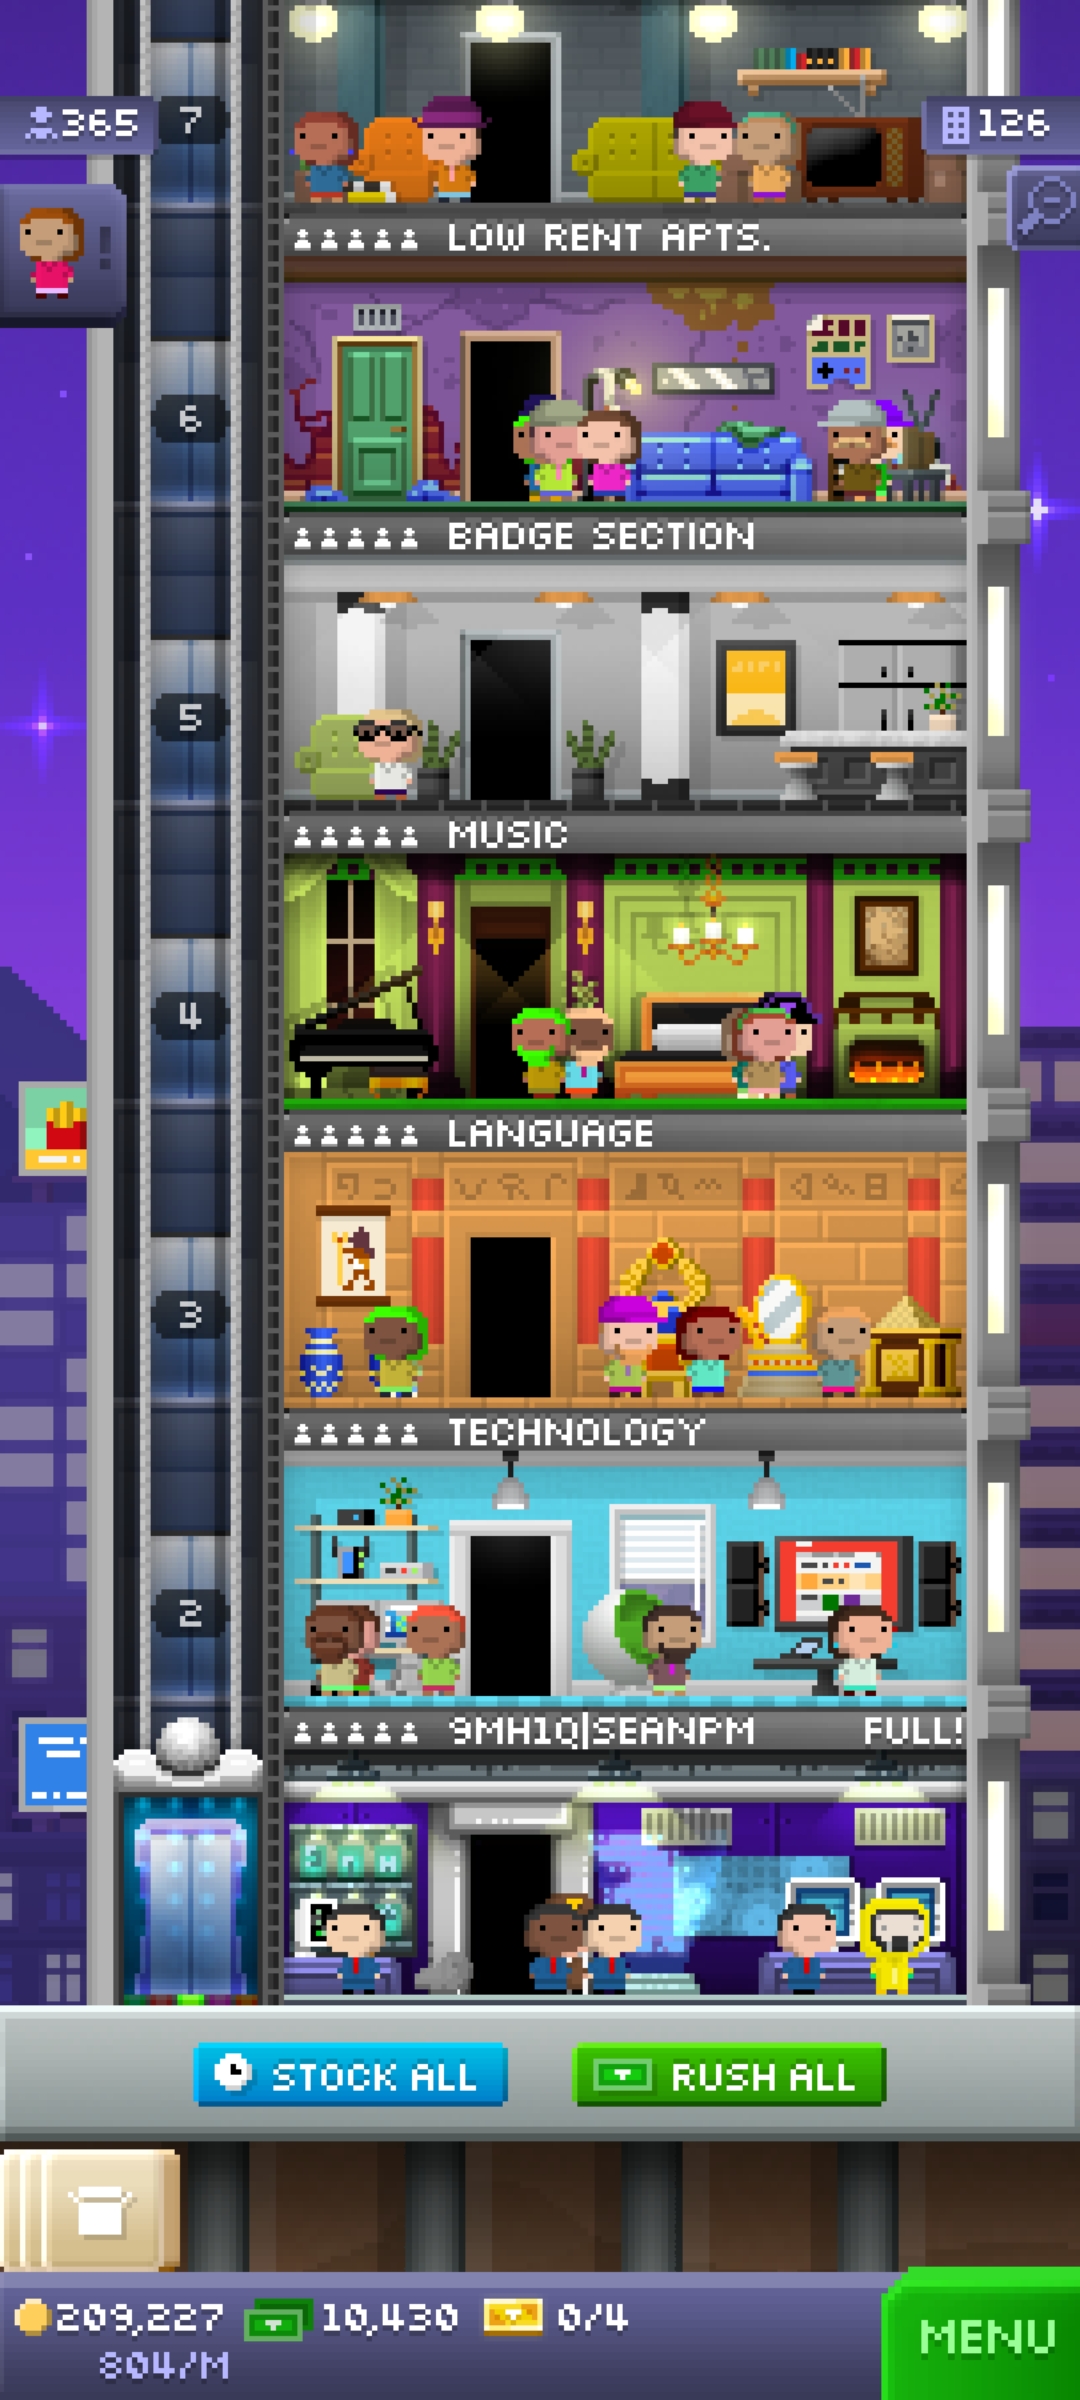 365
7
126
LOW RENT APTS.
6
BADGE SECTION
5
MUSIC
4
LANGUAGE
3
TECHNOLOGY
2
9MH1Q|SEANPM FULL!
STOCK ALL
RUSH ALL
209,227
10,430
0/4
804/M
MENU